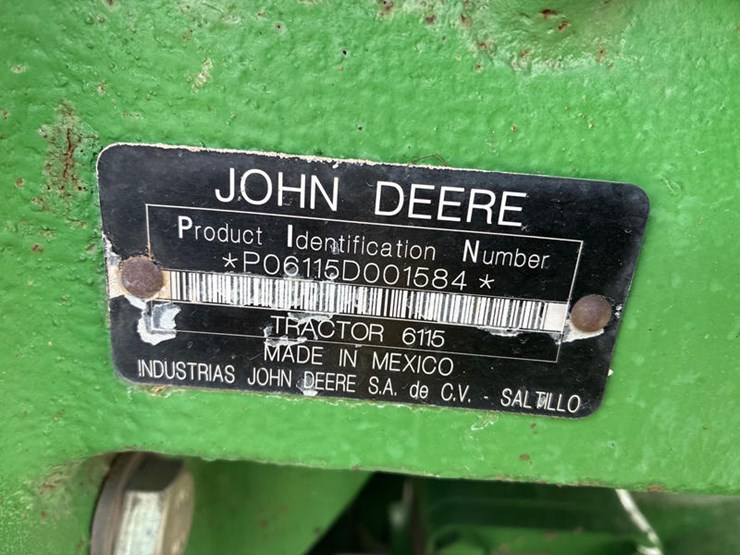 JOHN DEERE
Product Identification Number
*P06115D001584*
TRACTOR 6115
MADE IN MEXICO
INDUSTRIAS JOHN DEERE S.A. de C.V. - SALTILLO